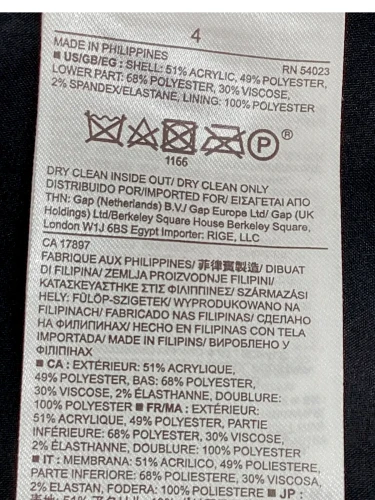 4
MADE IN PHILIPPINES RN 54023
■ US/GB/EG : SHELL: 51% ACRYLIC, 49% POLYESTER,
LOWER PART: 68% POLYESTER, 30% VISCOSE,
2% SPANDEX/ELASTANE, LINING: 100% POLYESTER
P ®
1166
DRY CLEAN INSIDE OUT/ DRY CLEAN ONLY
DISTRIBUIDO POR/IMPORTED FOR/ ΕΙΣΑΓΕΤΑΙ ΑΠΟ
ΤΗΝ: Gap (Netherlands) B.V./ Gap Europe Ltd/ Gap (UK
Holdings) Ltd/Berkeley Square House Berkeley Square,
London W1J 6BS Egypt Importer: RIGE, LLC
CA 17897
FABRIQUE AUX PHILIPPINES/ 菲律賓製造/ DIBUAT
DI FILIPINA/ ZEMLJA PROIZVODNJE FILIPINI/
ΚΑΤΑΣΚΕΥΑΣΤΗΚΕ ΣΤΙΣ ΦΙΛΙΠΠΙΝΕΣ/ SZÁRMAZÁSI
HELY: FÜLÖP-SZIGETEK/ WYPRODUKOWANO NA
FILIPINACH/ FABRICADO NAS FILIPINAS/ СДЕЛАНО
НА ФИЛИПИНАХ/ HECHO EN FILIPINAS CON TELA
IMPORTADA/ MADE IN FILIPINS/ ВИРОБЛЕНО У
ФІЛІПІНАХ
■ CA : EXTÉRIEUR: 51% ACRYLIQUE,
49% POLYESTER, BAS: 68% POLYESTER,
30% VISCOSE, 2% ÉLASTHANNE, DOUBLURE:
100% POLYESTER ■ FR/MA : EXTÉRIEUR:
51% ACRYLIQUE, 49% POLYESTER, PARTIE
INFÉRIEURE: 68% POLYESTER, 30% VISCOSE,
2% ÉLASTHANNE, DOUBLURE: 100% POLYESTER
■ IT : MEMBRANA: 51% ACRILICO, 49% POLIESTERE,
PARTE INFERIORE: 68% POLIESTERE, 30% VISCOSA,
2% ELASTAN, FODERA: 100% POLIESTERE ■ JP :